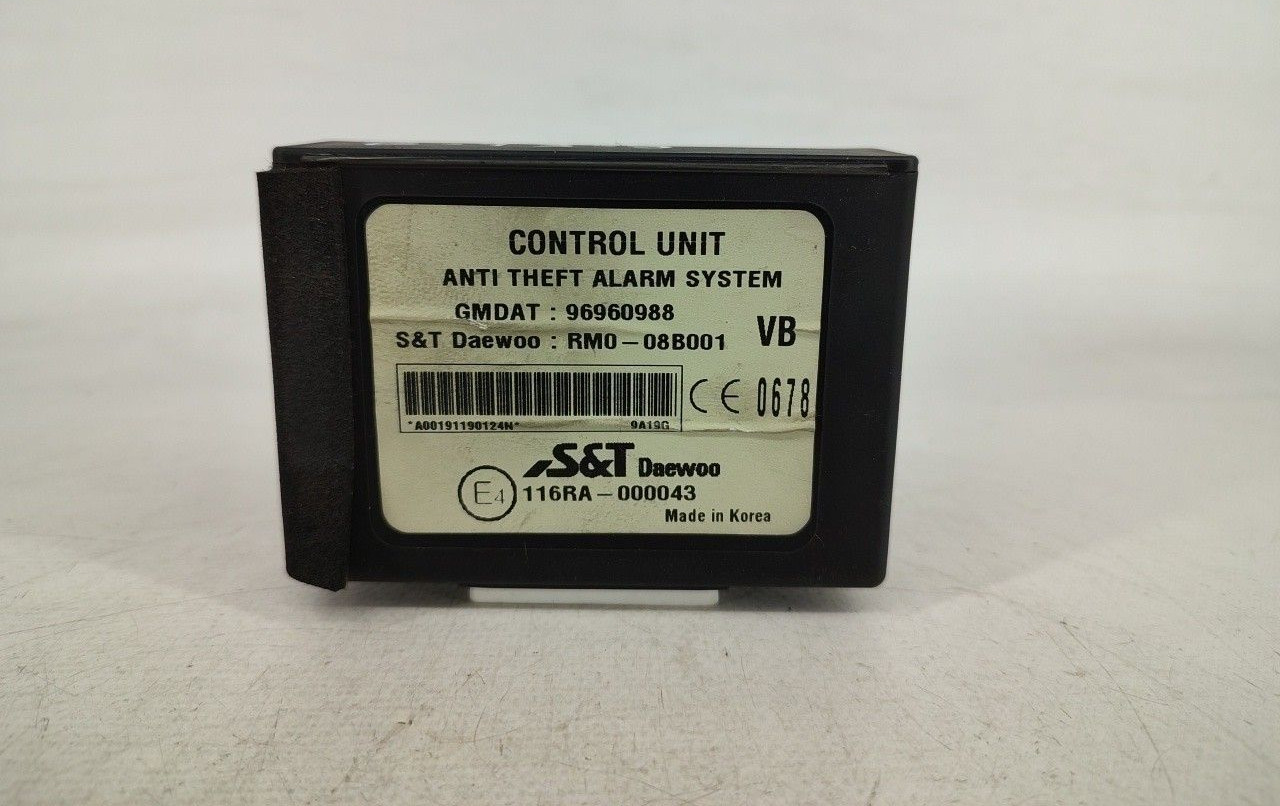 CONTROL UNIT
ANTI THEFT ALARM SYSTEM
GMDAT : 96960988
S&T Daewoo : RM0-08B001 VB
*A00191190124N* 9A19G
CE 0678
S&T Daewoo
E4 116RA-000043
Made in Korea